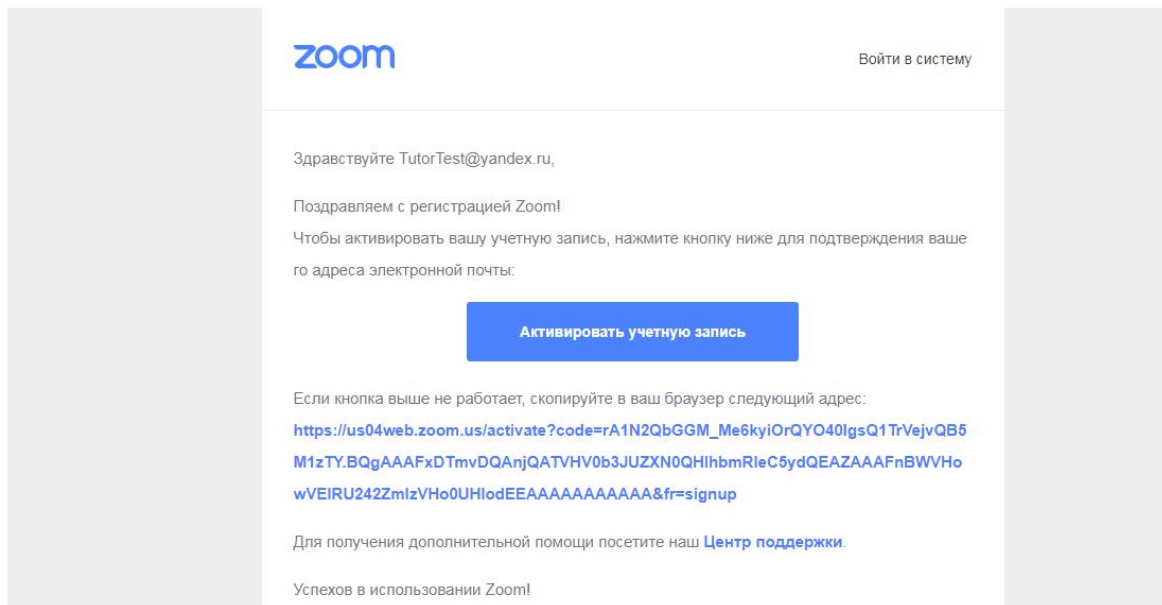 zoom
Войти в систему
Здравствуйте TutorTest@yandex.ru,
Поздравляем с регистрацией Zoom!
Чтобы активировать вашу учетную запись, нажмите кнопку ниже для подтверждения ваше
го адреса электронной почты:
Активировать учетную запись
Если кнопка выше не работает, скопируйте в ваш браузер следующий адрес:
https://us04web.zoom.us/activate?code=rA1N2QbGGM_Me6kyiOrQYO40IgsQ1TrVejvQB5
M1zTY.BQgAAAFxDTmvDQAnjQATVHV0b3JUZXN0QHlhbmRleC5ydQEAZAAAFnBWVHo
wVElRU242ZmlzVHo0UHlodEEAAAAAAAAAAA&fr=signup
Для получения дополнительной помощи посетите наш Центр поддержки.
Успехов в использовании Zoom!